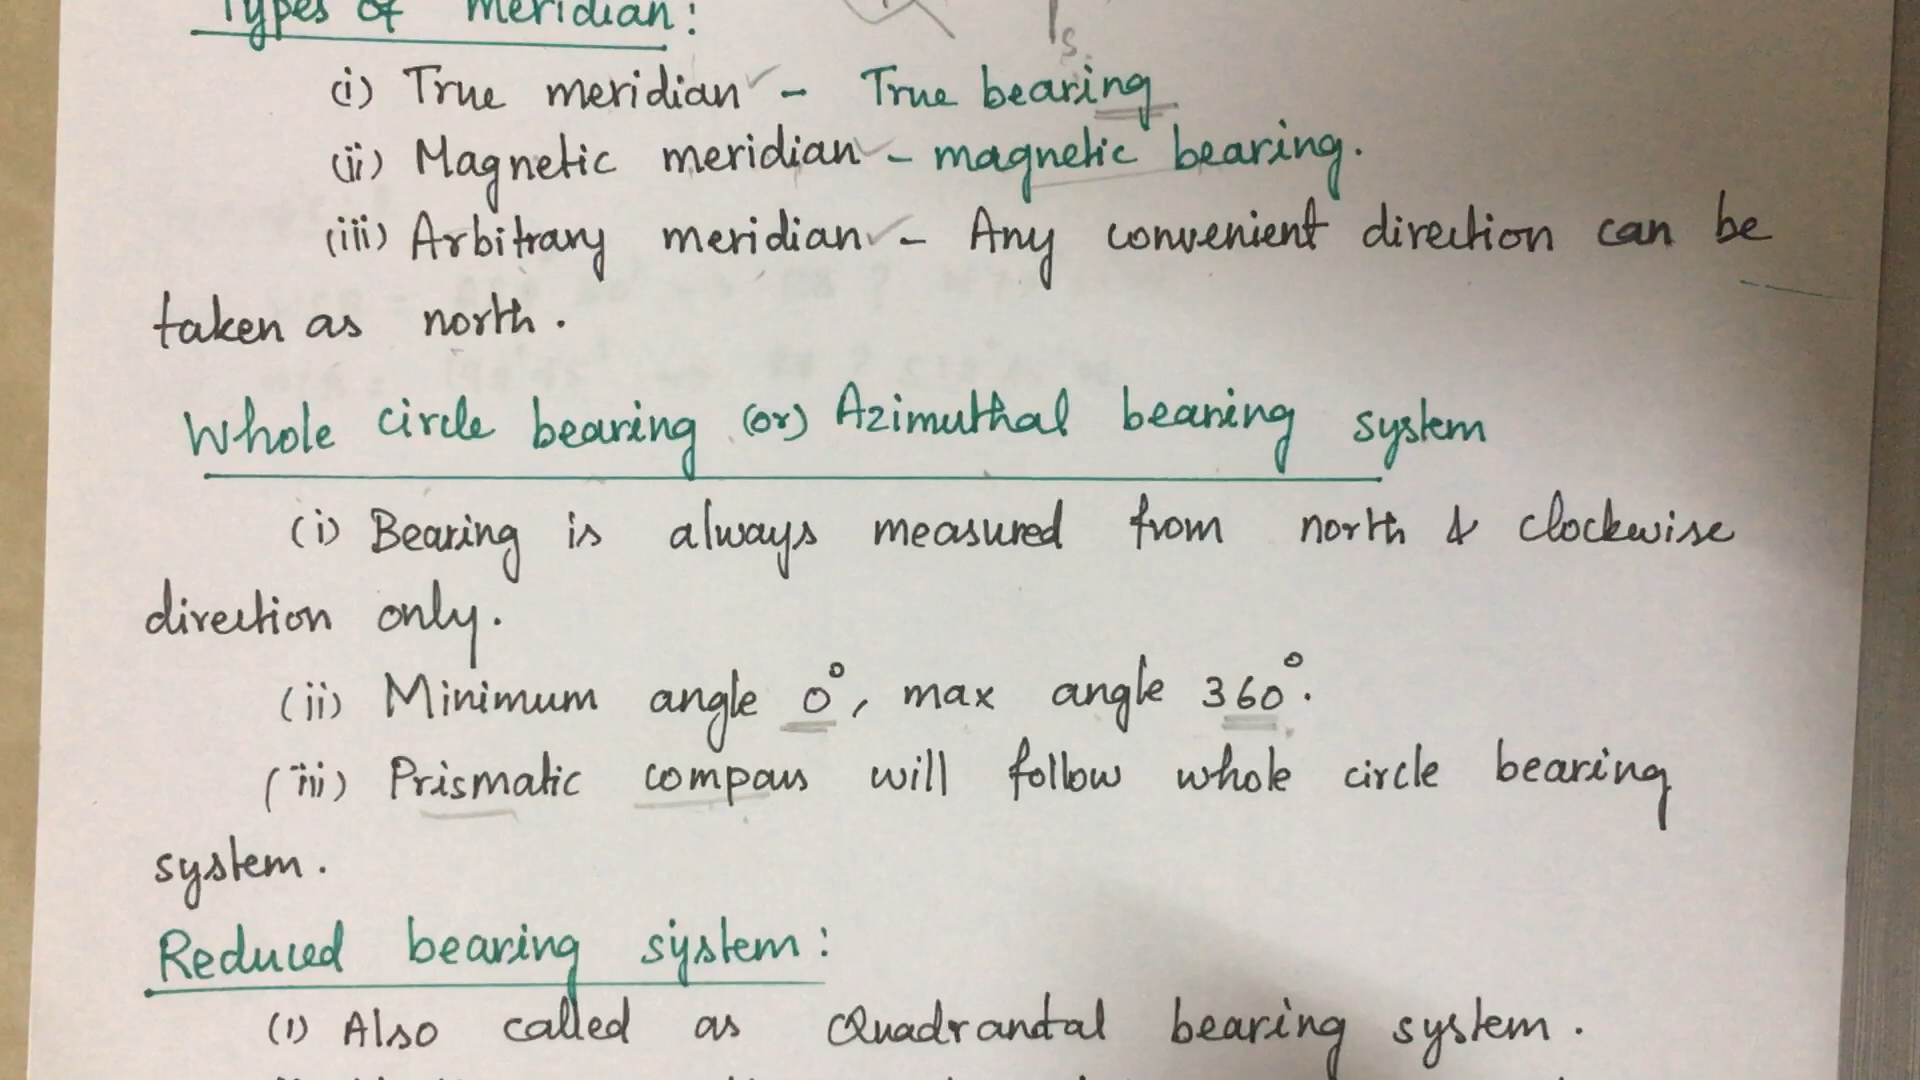 Types of meridian:
S
(i) True meridian - True bearing
(ii) Magnetic meridian - magnetic bearing.
(iii) Arbitrary meridian - Any convenient direction can be
taken as north.
Whole circle bearing (or) Azimuthal bearing system
(i) Bearing is always measured from north & clockwise
direction only.
(ii) Minimum angle 0°, max angle 360°.
(iii) Prismatic compass will follow whole circle bearing
system.
Reduced bearing system:
(i) Also called as Quadrantal bearing system.